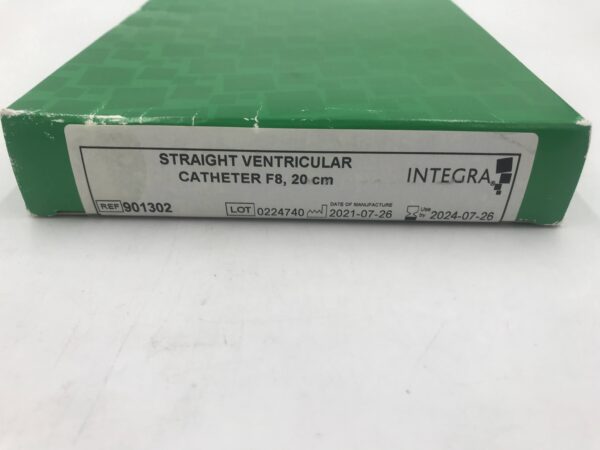 STRAIGHT VENTRICULAR
CATHETER F8, 20 cm
INTEGRA
REF 901302
LOT 0224740
DATE OF MANUFACTURE
2021-07-26
Use by 2024-07-26